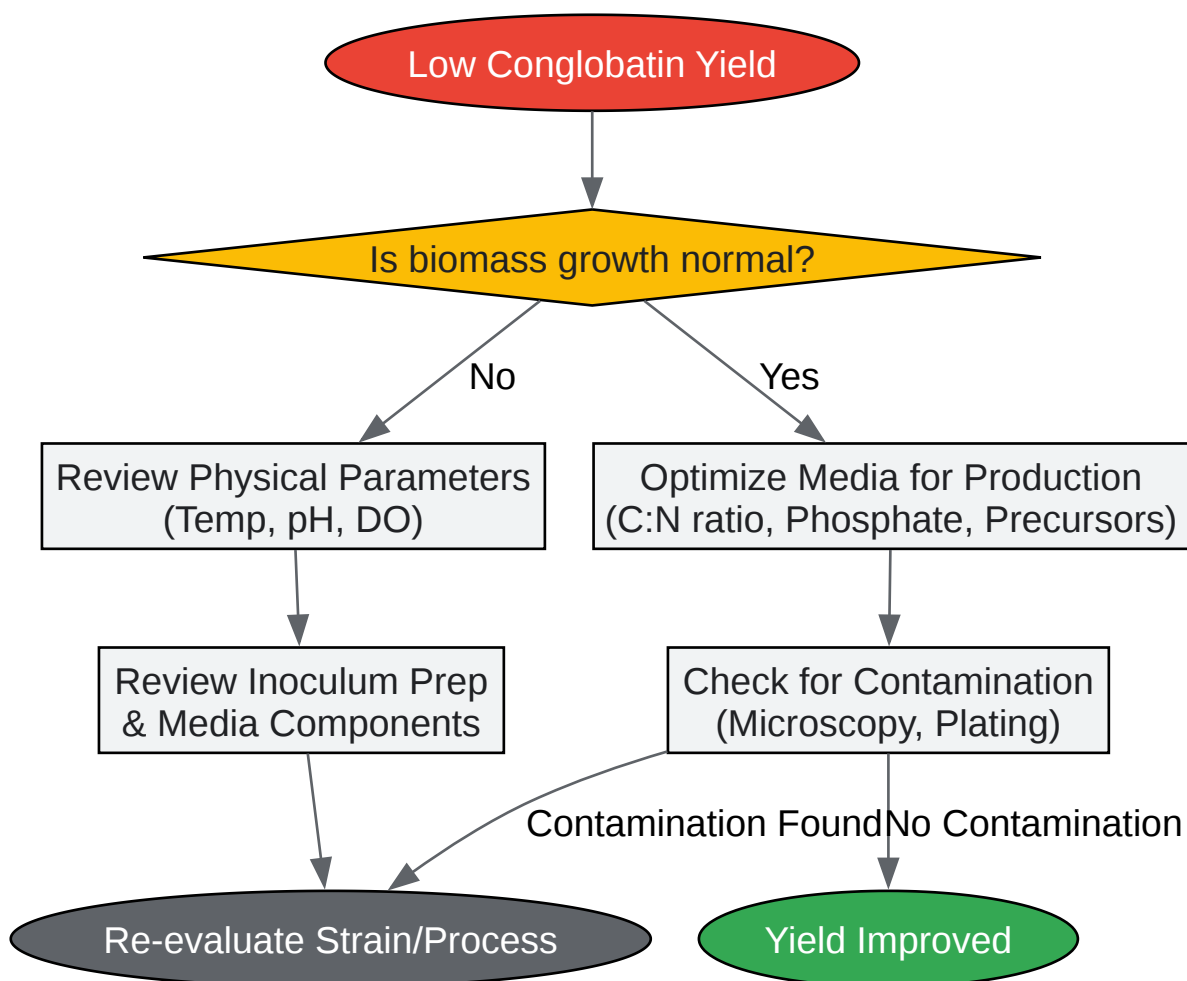 Low Conglobatin Yield
Is biomass growth normal?
No
Yes
Review Physical Parameters
(Temp, pH, DO)
Optimize Media for Production
(C:N ratio, Phosphate, Precursors)
Review Inoculum Prep
& Media Components
Check for Contamination
(Microscopy, Plating)
Contamination Found
No Contamination
Re-evaluate Strain/Process
Yield Improved